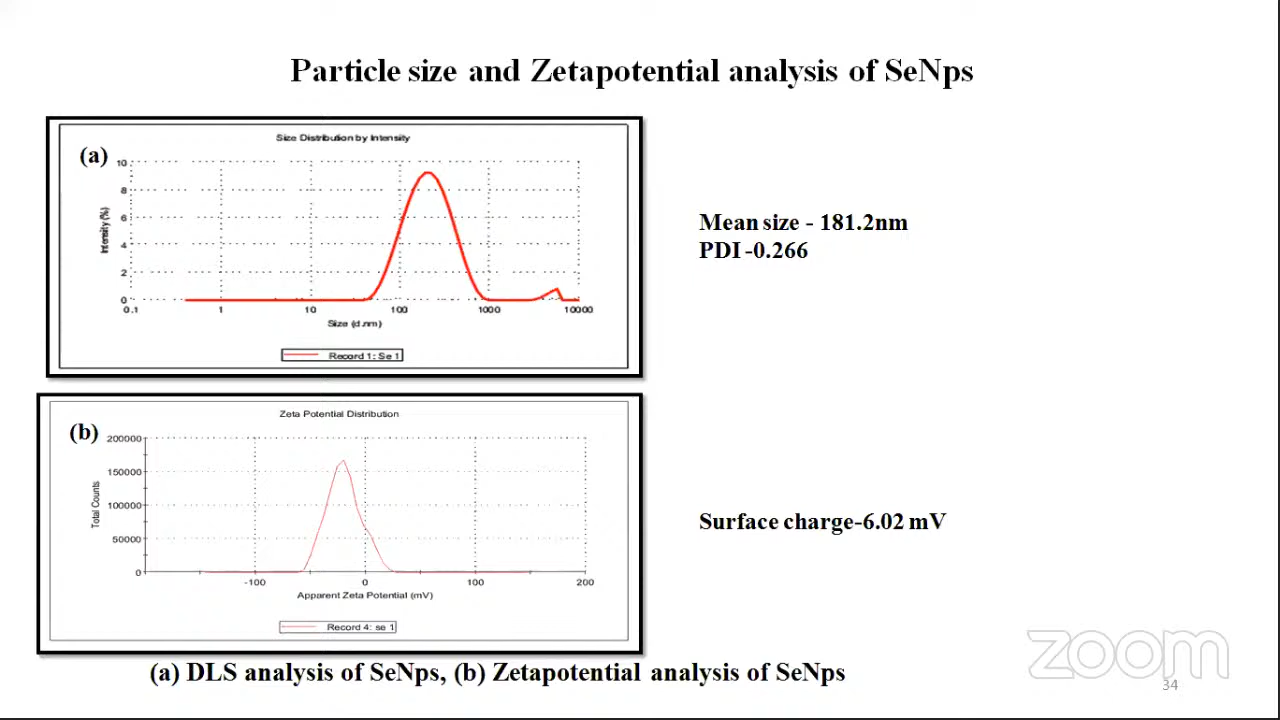 Particle size and Zetapotential analysis of SeNps
Size Distribution by Intensity
(a)
10
8
6
4
2
0
Intensity (%)
0.1 1 10 100 1000 10000
Size (d.nm)
Record 1: Se 1
Mean size - 181.2nm
PDI -0.266
Zeta Potential Distribution
(b)
200000
150000
100000
50000
0
Total Counts
-100 0 100 200
Apparent Zeta Potential (mV)
Record 4: se 1
Surface charge-6.02 mV
(a) DLS analysis of SeNps, (b) Zetapotential analysis of SeNps
zoom
34